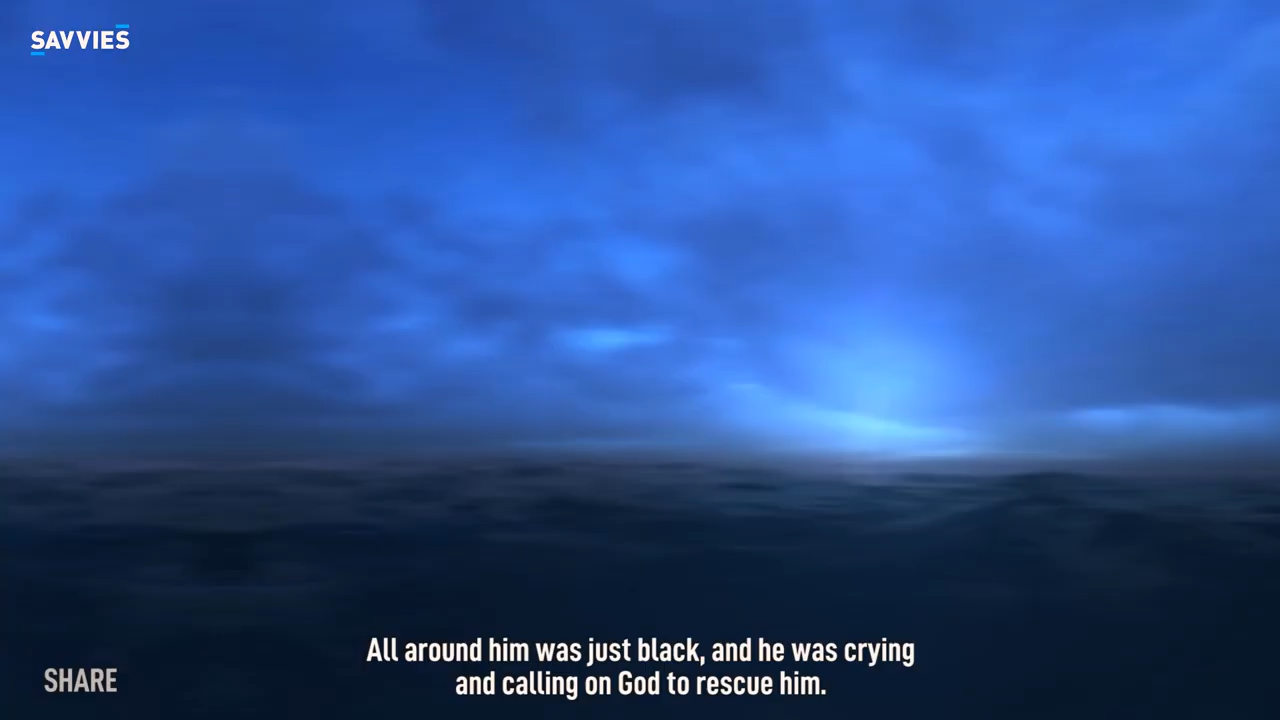 SAVVIES
All around him was just black, and he was crying
and calling on God to rescue him.
SHARE